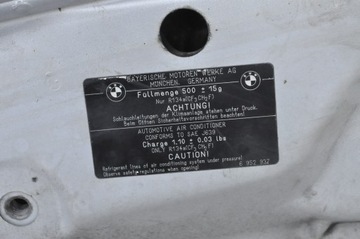 BAYERISCHE MOTOREN WERKE AG
MÜNCHEN, GERMANY
Füllmenge 500 ± 15g
Nur R134a(CF₃CH₂F)
ACHTUNG!
Schlauchleitungen der Klimaanlage stehen unter Druck.
Beim Öffnen Sicherheitsvorschriften beachten!
AUTOMOTIVE AIR CONDITIONER
CONFORMS TO SAE J639
Charge 1.10 ± 0.03 lbs
ONLY R134a(CF₃CH₂F)
CAUTION!
Refrigerant lines of air conditioning system under pressure!
Observe safety regulations when opening!